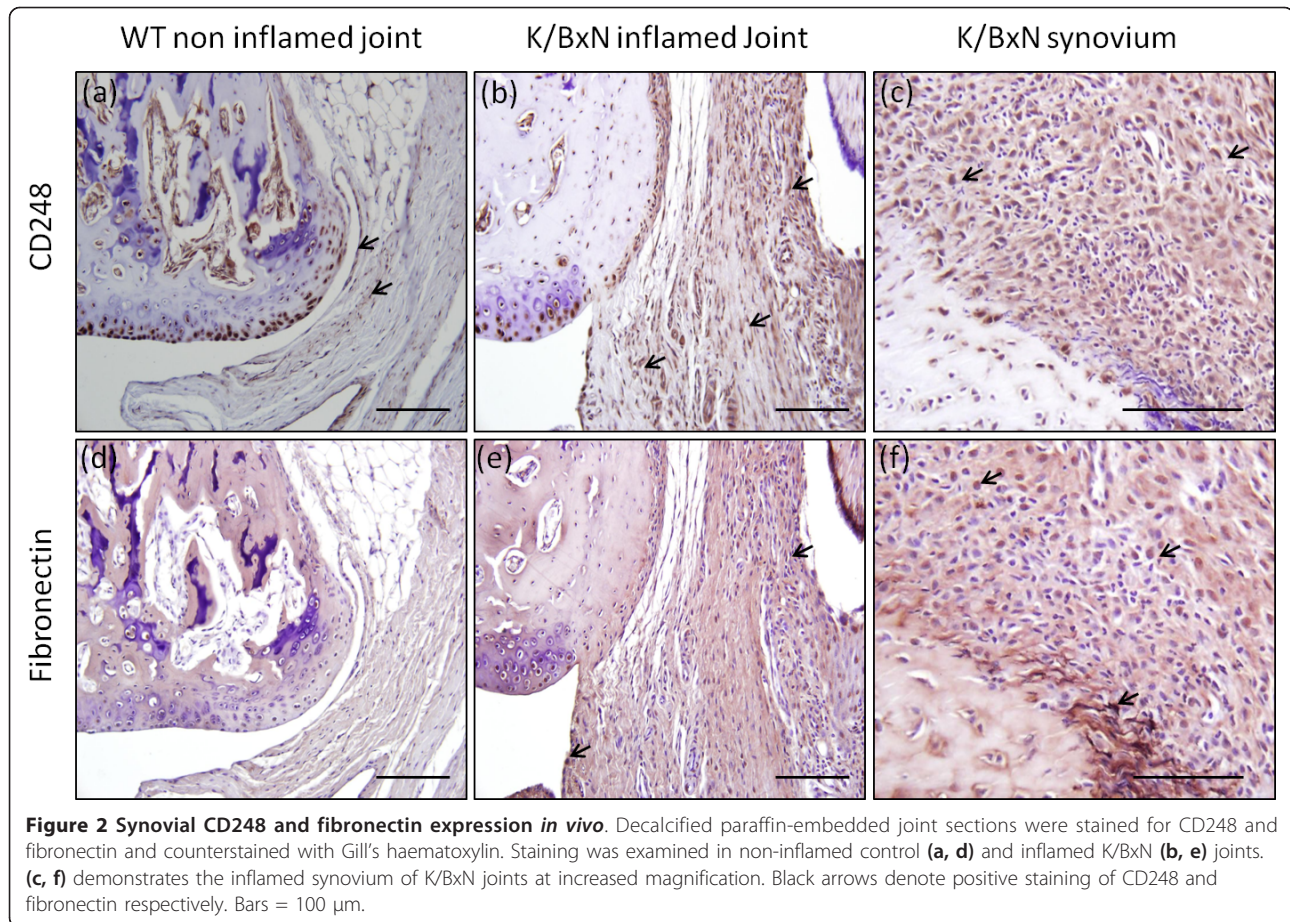 WT non inflamed joint
K/BxN inflamed Joint
K/BxN synovium
CD248
(a)
(b)
(c)
Fibronectin
(d)
(e)
(f)
Figure 2 Synovial CD248 and fibronectin expression in vivo. Decalcified paraffin-embedded joint sections were stained for CD248 and
fibronectin and counterstained with Gill's haematoxylin. Staining was examined in non-inflamed control (a, d) and inflamed K/BxN (b, e) joints.
(c, f) demonstrates the inflamed synovium of K/BxN joints at increased magnification. Black arrows denote positive staining of CD248 and
fibronectin respectively. Bars = 100 μm.